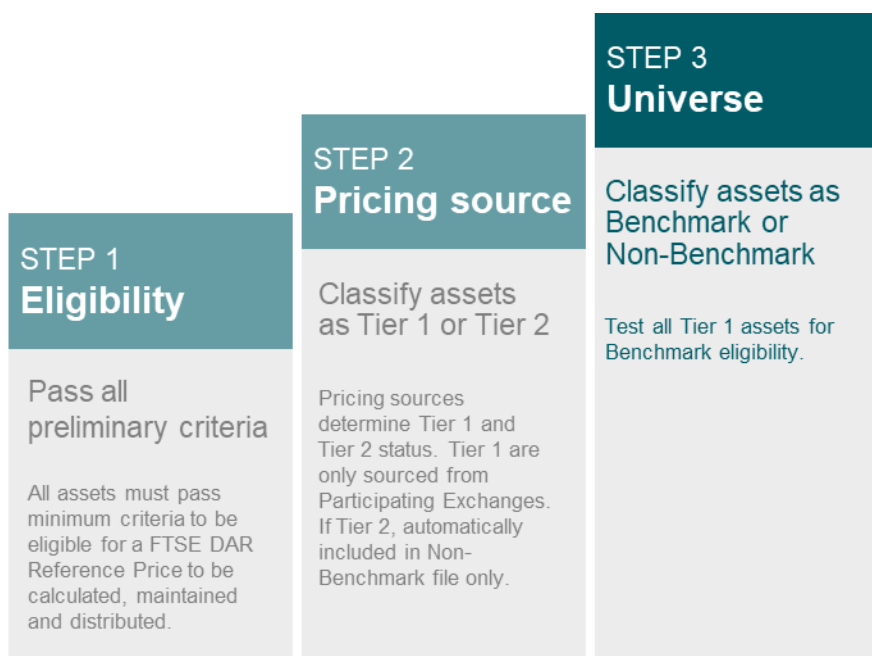 STEP 1
Eligibility
Pass all
preliminary criteria
All assets must pass
minimum criteria to be
eligible for a FTSE DAR
Reference Price to be
calculated, maintained
and distributed.
STEP 2
Pricing source
Classify assets
as Tier 1 or Tier 2
Pricing sources
determine Tier 1 and
Tier 2 status. Tier 1 are
only sourced from
Participating Exchanges.
If Tier 2, automatically
included in Non-
Benchmark file only.
STEP 3
Universe
Classify assets as
Benchmark or
Non-Benchmark
Test all Tier 1 assets for
Benchmark eligibility.